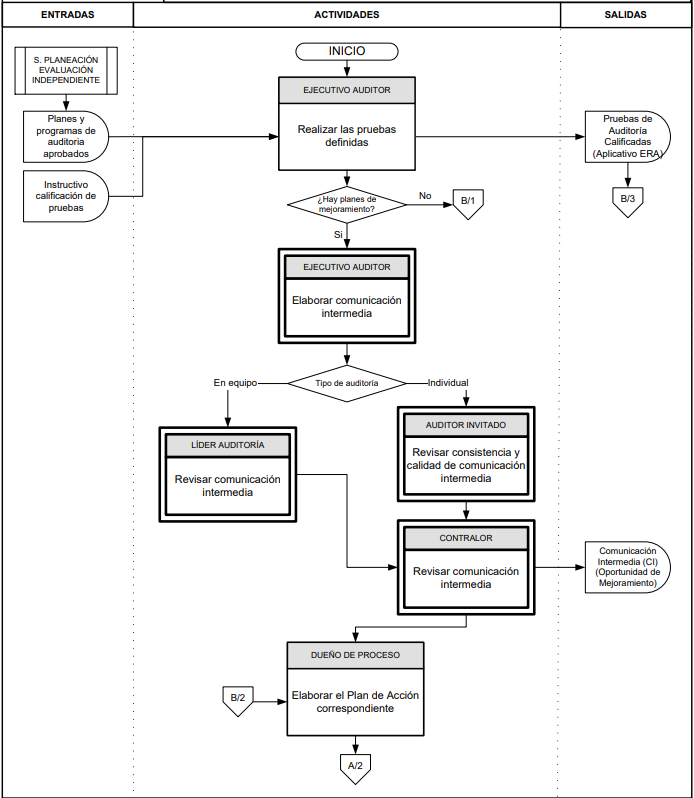 ENTRADAS
ACTIVIDADES
SALIDAS
INICIO
S. PLANEACIÓN
EVALUACIÓN
INDEPENDIENTE
EJECUTIVO AUDITOR
Realizar las pruebas
definidas
Planes y
programas de
auditoria
aprobados
Pruebas de
Auditoría
Calificadas
(Aplicativo ERA)
Instructivo
calificación de
pruebas
¿Hay planes de
mejoramiento?
No
B/1
B/3
Si
EJECUTIVO AUDITOR
Elaborar comunicación
intermedia
En equipo
Tipo de auditoría
Individual
LÍDER AUDITORÍA
Revisar comunicación
intermedia
AUDITOR INVITADO
Revisar consistencia y
calidad de comunicación
intermedia
CONTRALOR
Revisar comunicación
intermedia
Comunicación
Intermedia (CI)
(Oportunidad de
Mejoramiento)
DUEÑO DE PROCESO
Elaborar el Plan de Acción
correspondiente
B/2
A/2